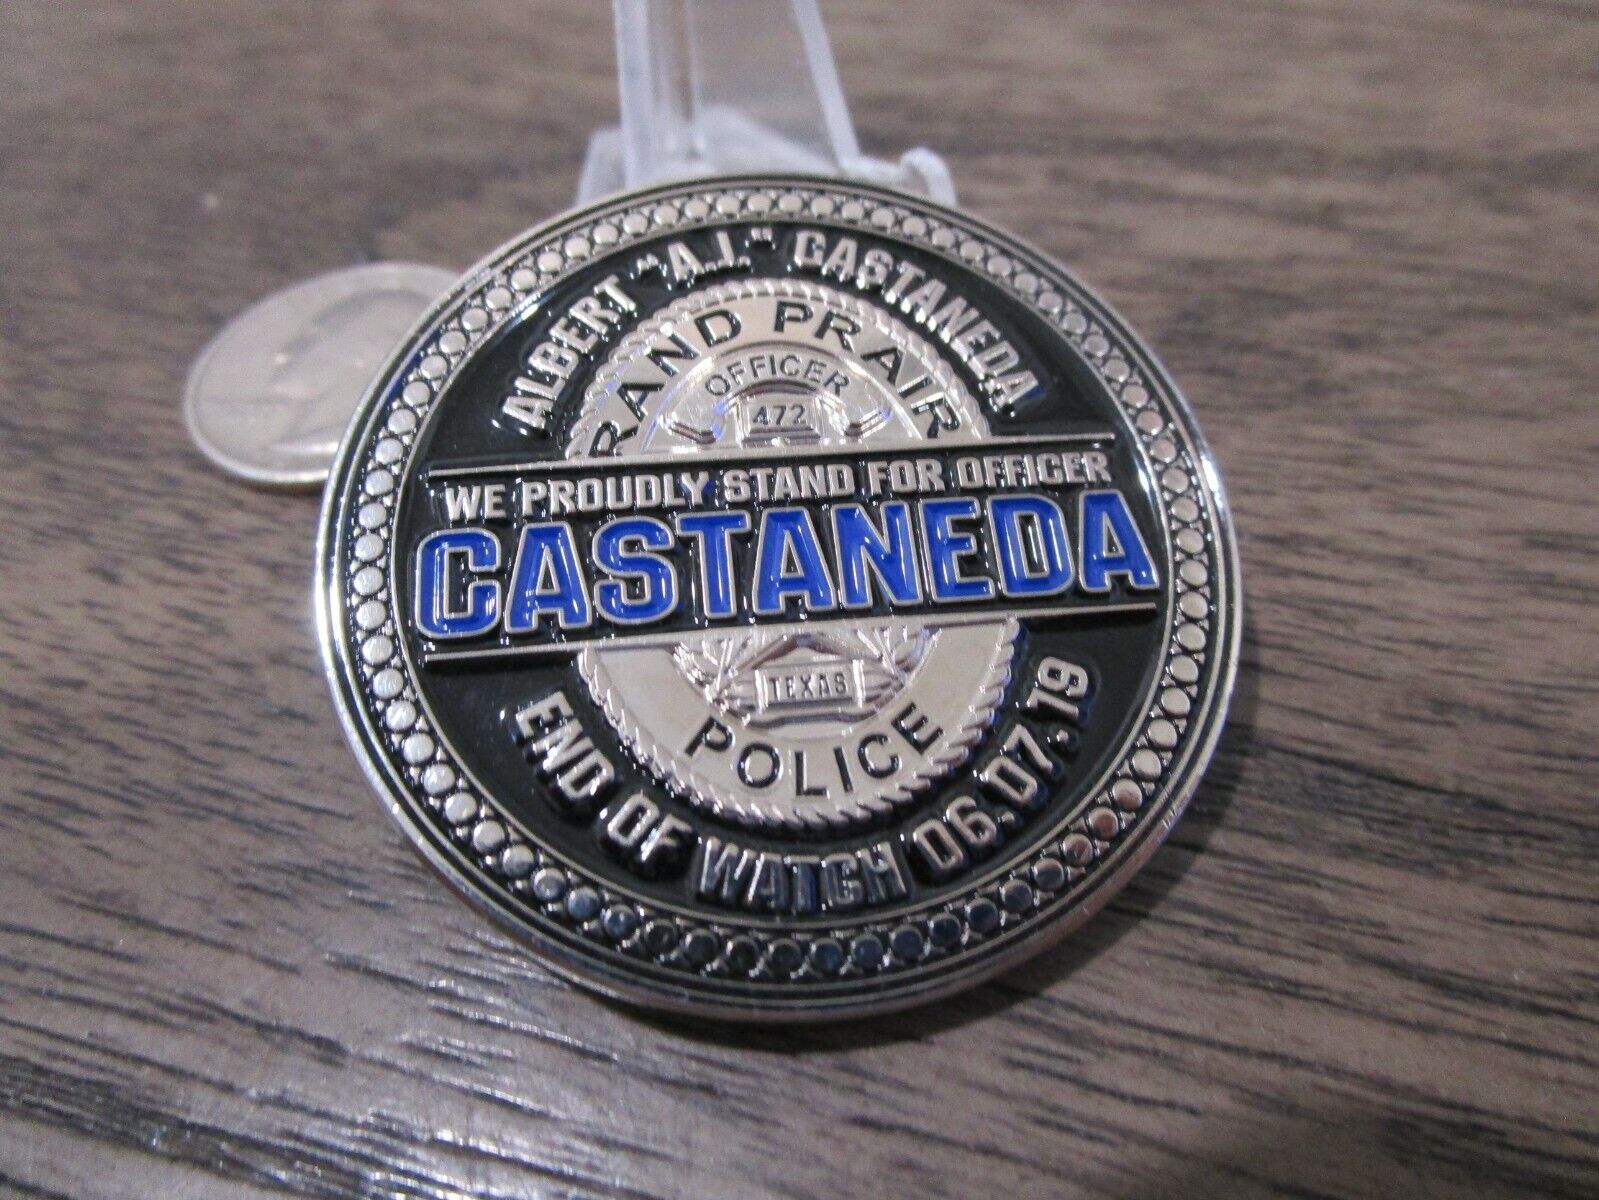 ALBERT "A.J." CASTANEDA
RAND PRAIR
OFFICER
472
WE PROUDLY STAND FOR OFFICER
CASTANEDA
TEXAS
POLICE
END OF WATCH 06.07.19